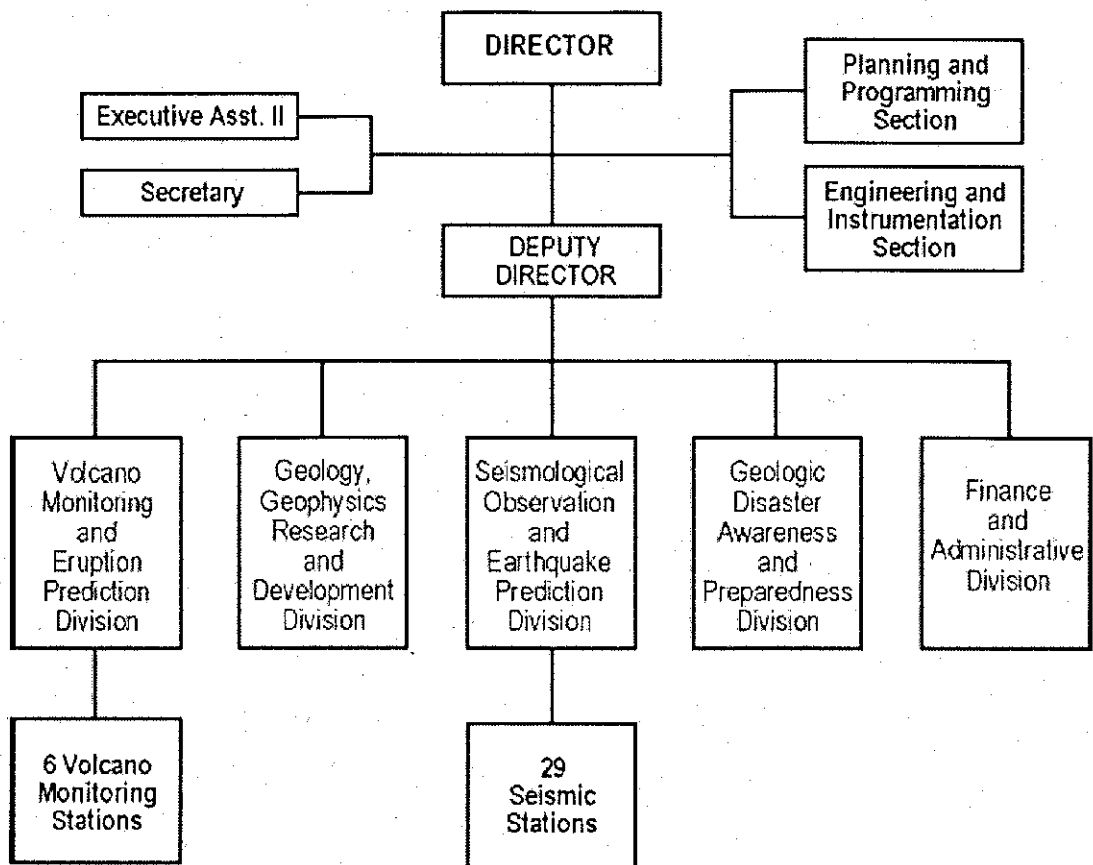 DIRECTOR
Planning and
Programming
Section
Executive Asst. II
Secretary
Engineering and
Instrumentation
Section
DEPUTY
DIRECTOR
Volcano
Monitoring
and
Eruption
Prediction
Division
Geology,
Geophysics
Research
and
Development
Division
Seismological
Observation
and
Earthquake
Prediction
Division
Geologic
Disaster
Awareness
and
Preparedness
Division
Finance
and
Administrative
Division
6 Volcano
Monitoring
Stations
29
Seismic
Stations